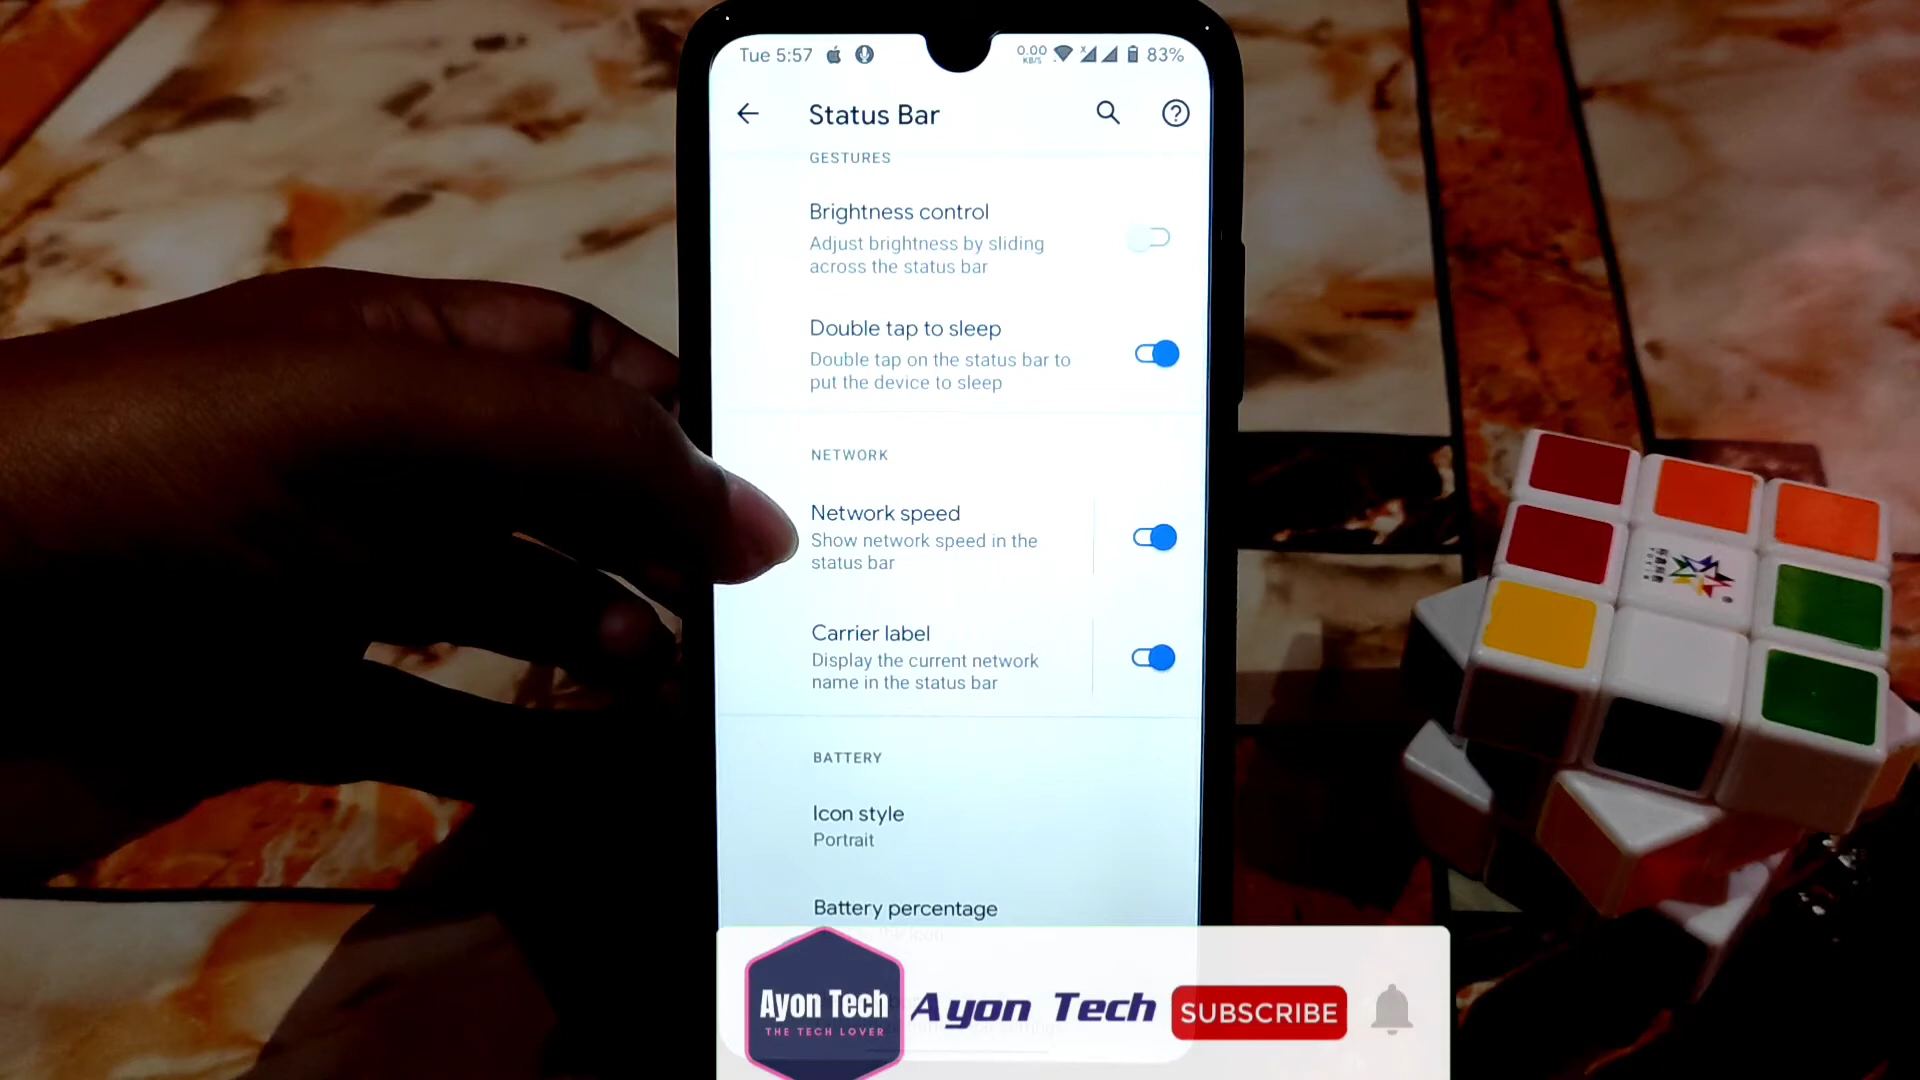 Tue 5:57
0.00
KB/S
83%
Status Bar
GESTURES
Brightness control
Adjust brightness by sliding
across the status bar
Double tap to sleep
Double tap on the status bar to
put the device to sleep
NETWORK
Network speed
Show network speed in the
status bar
Carrier label
Display the current network
name in the status bar
BATTERY
Icon style
Portrait
Battery percentage
Ayon Tech
THE TECH LOVER
Ayon Tech
SUBSCRIBE